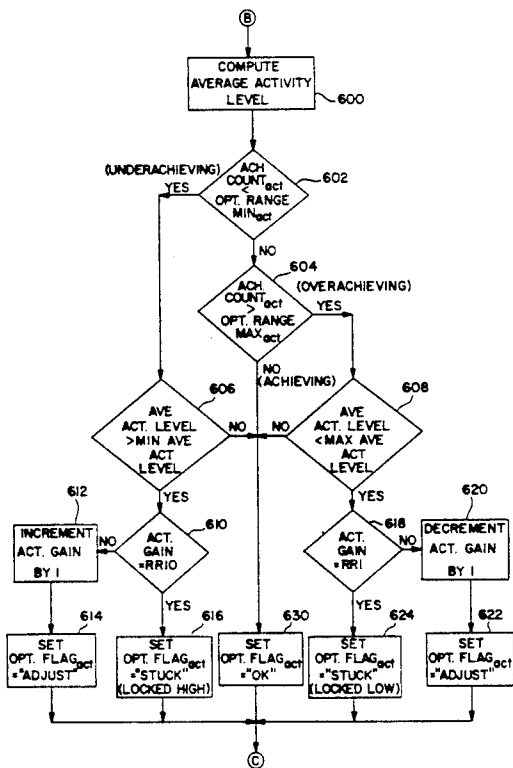 B
COMPUTE
AVERAGE ACTIVITY
LEVEL
600
(UNDERACHIEVING)
YES
ACH
COUNTact
<
OPT. RANGE
MINact
602
NO
604
ACH.
COUNTact
>
OPT. RANGE
MAXact
(OVERACHIEVING)
YES
NO
(ACHIEVING)
606
AVE
ACT. LEVEL
>MIN AVE
ACT
LEVEL
NO
NO
608
AVE
ACT. LEVEL
<MAX AVE
ACT
LEVEL
YES
YES
612
INCREMENT
ACT. GAIN
BY 1
NO
610
ACT.
GAIN
=RR10
618
ACT.
GAIN
=RR1
NO
620
DECREMENT
ACT. GAIN
BY 1
YES
YES
614
SET
OPT. FLAGact
="ADJUST"
616
SET
OPT. FLAGact
="STUCK"
(LOCKED HIGH)
630
SET
OPT. FLAGact
="OK"
624
SET
OPT. FLAGact
="STUCK"
(LOCKED LOW)
622
SET
OPT. FLAGact
="ADJUST"
C